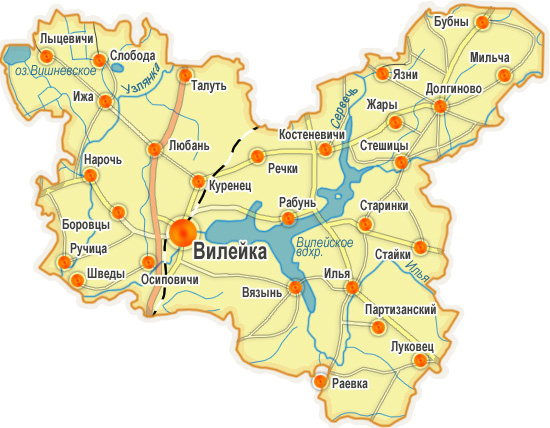 Бубны
Лыцевичи
Слобода
оз.Вишневское
Узлянка
Мильча
Язни
Талуть
Долгиново
Ижа
Сервечь
Жары
Костеневичи
Любань
Стешицы
Нарочь
Речки
Куренец
Рабунь
Старинки
Боровцы
Вилейка
Вилейское
вдхр.
Ручица
Стайки
Шведы
Осиповичи
Илья
Илья
Вязынь
Партизанский
Луковец
Раевка